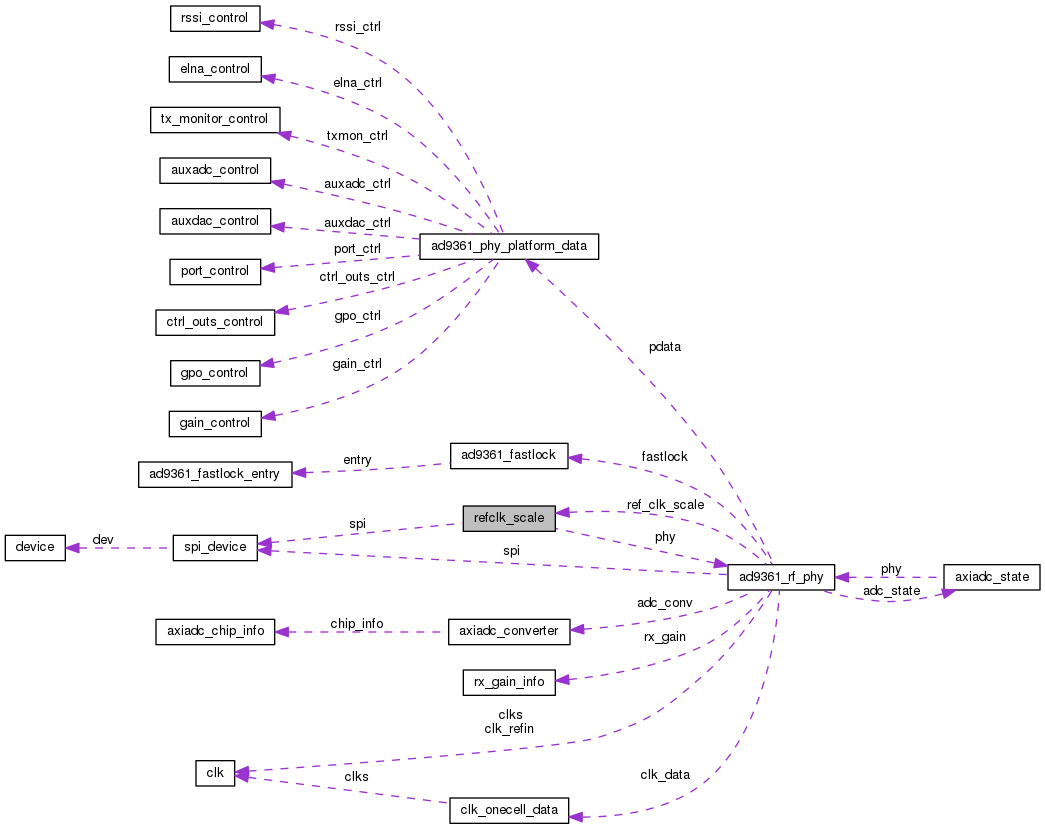 rssi_control
rssi_ctrl
elna_control
elna_ctrl
tx_monitor_control
txmon_ctrl
auxadc_control
auxadc_ctrl
auxdac_control
auxdac_ctrl
ad9361_phy_platform_data
port_control
port_ctrl
ctrl_outs_ctrl
ctrl_outs_control
gpo_ctrl
pdata
gpo_control
gain_ctrl
gain_control
ad9361_fastlock
fastlock
ad9361_fastlock_entry
entry
ref_clk_scale
refclk_scale
spi
phy
device
dev
spi_device
spi
ad9361_rf_phy
phy
axiadc_state
adc_state
adc_conv
axiadc_chip_info
chip_info
axiadc_converter
rx_gain
rx_gain_info
clks
clk_refin
clk
clks
clk_data
clk_onecell_data